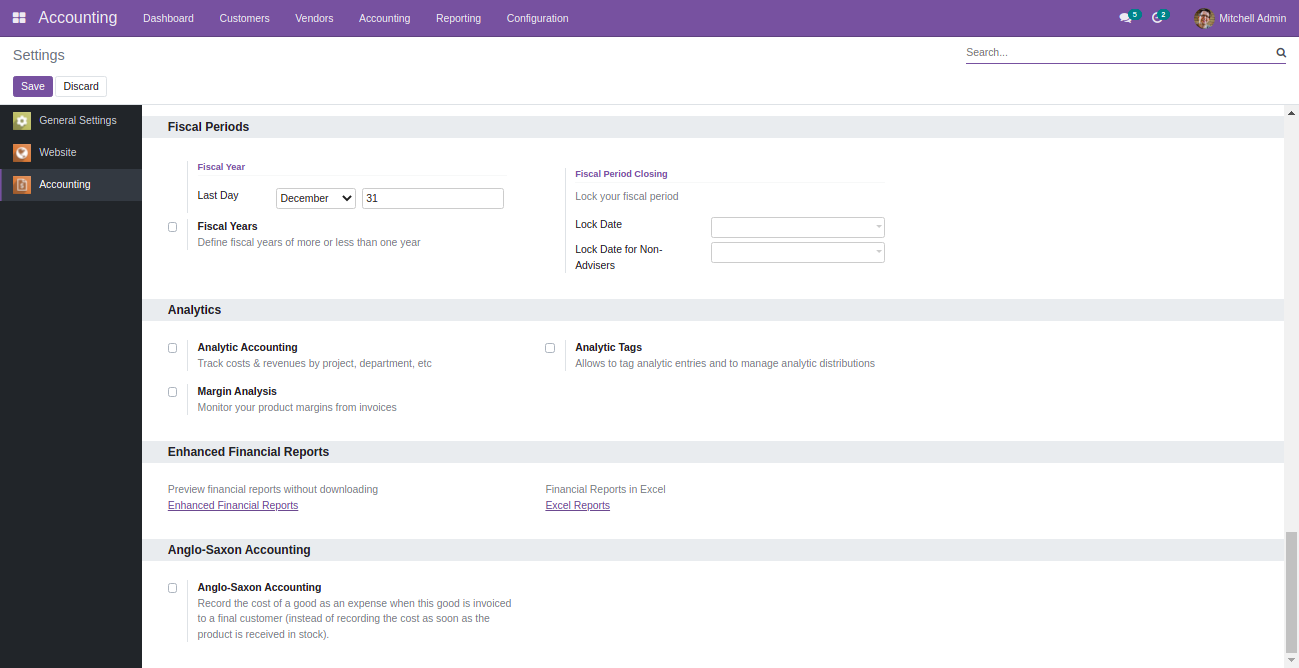 Accounting Dashboard Customers Vendors Accounting Reporting Configuration 5 2 Mitchell Admin
Settings
Search...
Save Discard
General Settings
Website
Accounting
Fiscal Periods
Fiscal Year
Last Day December 31
Fiscal Years
Define fiscal years of more or less than one year
Fiscal Period Closing
Lock your fiscal period
Lock Date
Lock Date for Non-
Advisers
Analytics
Analytic Accounting
Track costs & revenues by project, department, etc
Analytic Tags
Allows to tag analytic entries and to manage analytic distributions
Margin Analysis
Monitor your product margins from invoices
Enhanced Financial Reports
Preview financial reports without downloading
Enhanced Financial Reports
Financial Reports in Excel
Excel Reports
Anglo-Saxon Accounting
Anglo-Saxon Accounting
Record the cost of a good as an expense when this good is invoiced
to a final customer (instead of recording the cost as soon as the
product is received in stock).